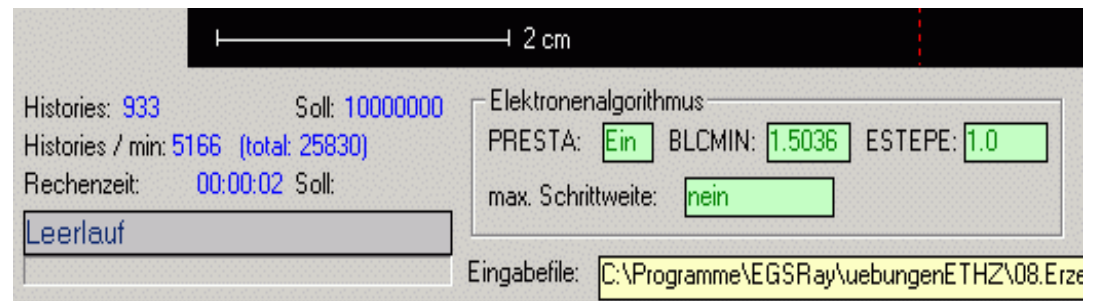 2 cm
Histories: 933 Soll: 10000000
Histories / min: 5166 (total: 25830)
Rechenzeit: 00:00:02 Soll:
Leerlauf
Elektronenalgorithmus
PRESTA: Ein BLCMIN: 1.5036 ESTEPE: 1.0
max. Schrittweite: nein
Eingabefile: C:\Programme\EGSRay\uebungenETHZ\08.Erze